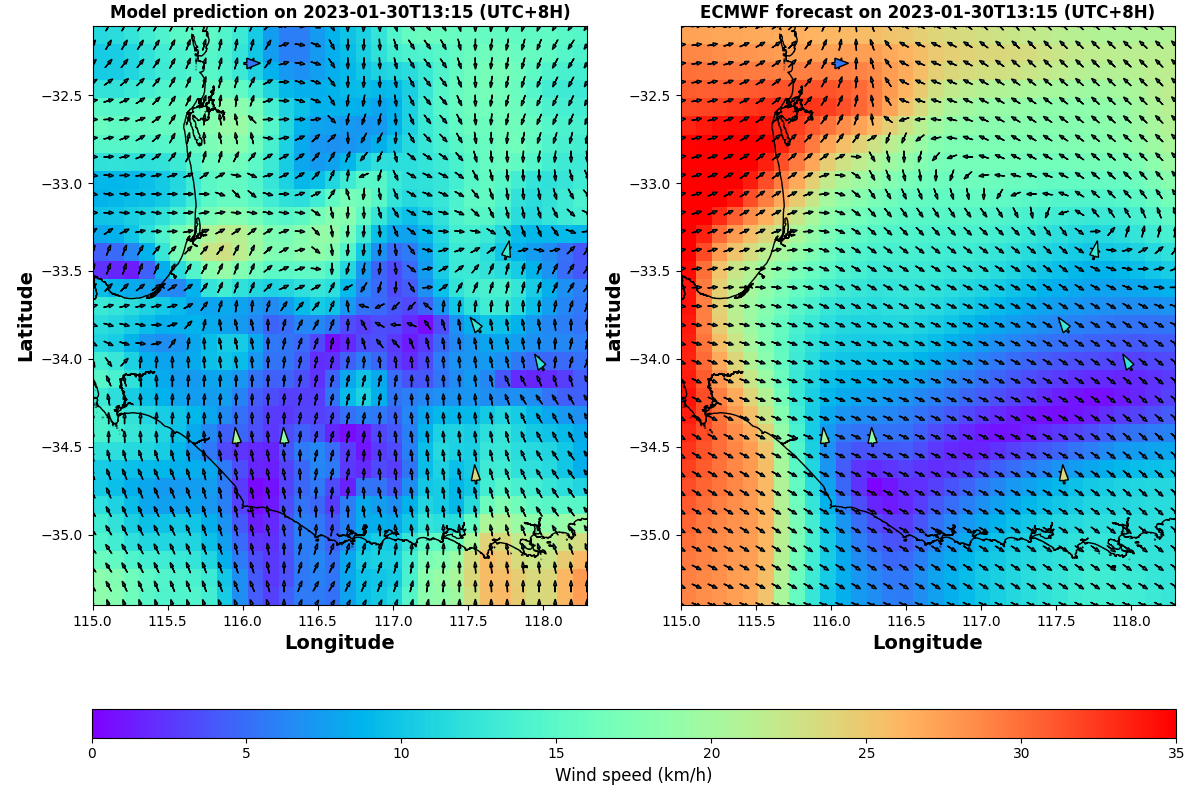 Model prediction on 2023-01-30T13:15 (UTC+8H)
ECMWF forecast on 2023-01-30T13:15 (UTC+8H)
Latitude
−32.5
−33.0
−33.5
−34.0
−34.5
−35.0
115.0 115.5 116.0 116.5 117.0 117.5 118.0
Longitude
Latitude
−32.5
−33.0
−33.5
−34.0
−34.5
−35.0
115.0 115.5 116.0 116.5 117.0 117.5 118.0
Longitude
0 5 10 15 20 25 30 35
Wind speed (km/h)